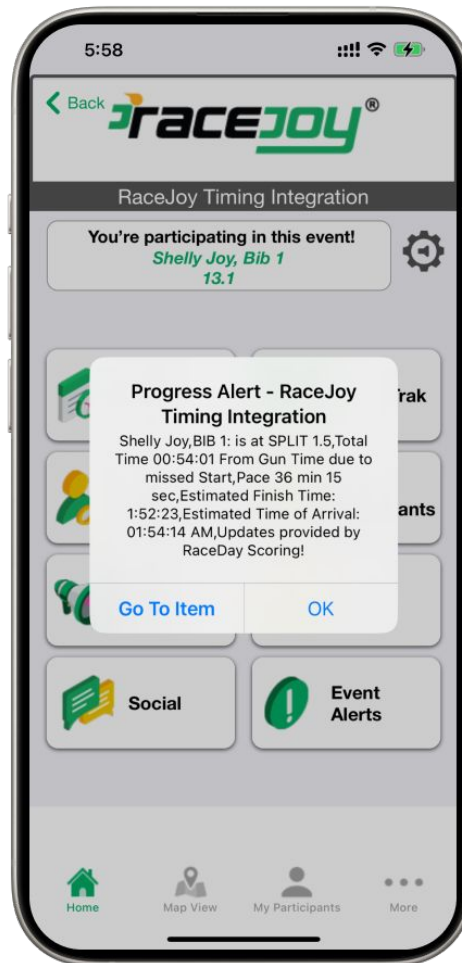 5:58
Back
racejoy®
RaceJoy Timing Integration
You're participating in this event!
Shelly Joy, Bib 1
13.1
Progress Alert - RaceJoy
Timing Integration
Shelly Joy,BIB 1: is at SPLIT 1.5,Total
Time 00:54:01 From Gun Time due to
missed Start,Pace 36 min 15
sec,Estimated Finish Time:
1:52:23,Estimated Time of Arrival:
01:54:14 AM,Updates provided by
RaceDay Scoring!
Go To Item
OK
rak
ants
Social
Event
Alerts
Home
Map View
My Participants
More